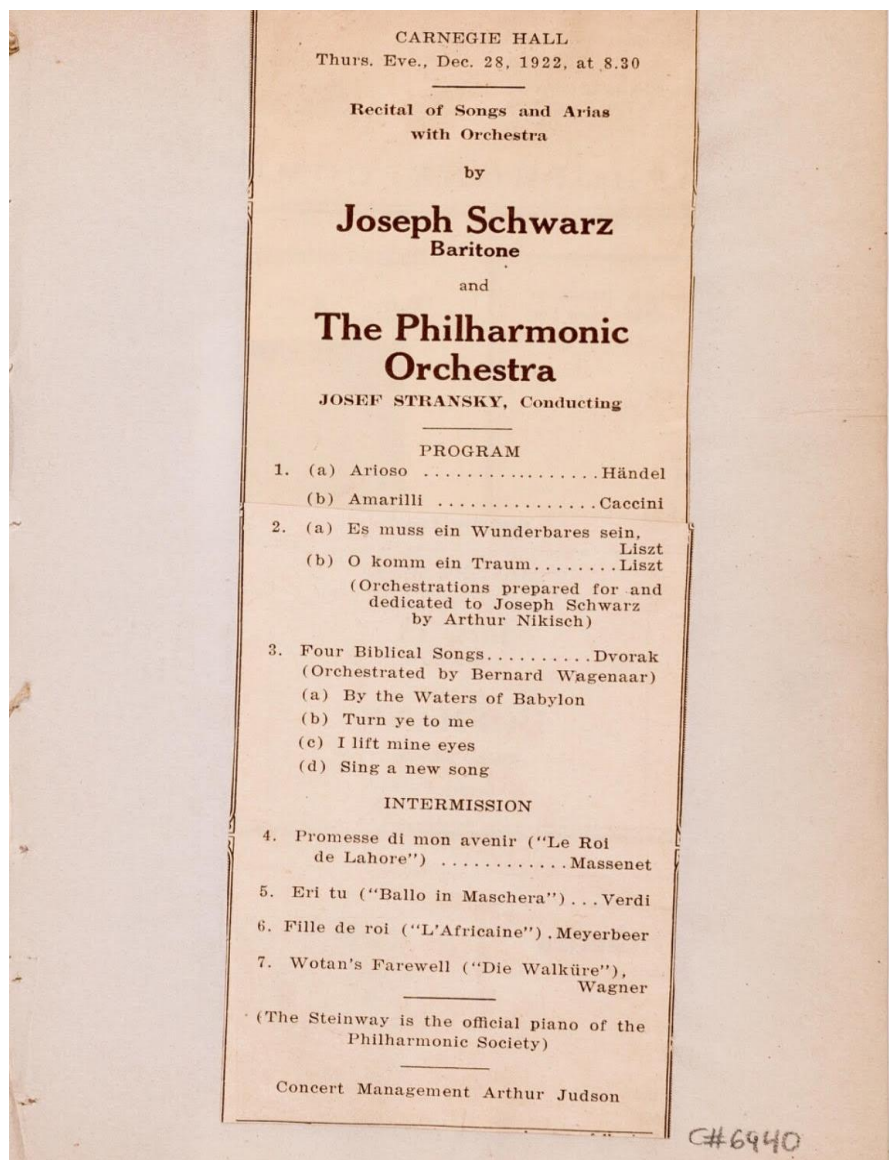 CARNEGIE HALL
Thurs. Eve., Dec. 28, 1922, at 8.30
Recital of Songs and Arias
with Orchestra
by
Joseph Schwarz
Baritone
and
The Philharmonic
Orchestra
JOSEF STRANSKY, Conducting
PROGRAM
1. (a) Arioso .................Händel
(b) Amarilli ...............Caccini
2. (a) Es muss ein Wunderbares sein,
Liszt
(b) O komm ein Traum........Liszt
(Orchestrations prepared for and
dedicated to Joseph Schwarz
by Arthur Nikisch)
3. Four Biblical Songs..........Dvorak
(Orchestrated by Bernard Wagenaar)
(a) By the Waters of Babylon
(b) Turn ye to me
(c) I lift mine eyes
(d) Sing a new song
INTERMISSION
4. Promesse di mon avenir ("Le Roi
de Lahore") ............Massenet
5. Eri tu ("Ballo in Maschera")...Verdi
6. Fille de roi ("L'Africaine").Meyerbeer
7. Wotan's Farewell ("Die Walküre"),
Wagner
(The Steinway is the official piano of the
Philharmonic Society)
Concert Management Arthur Judson
C#6940